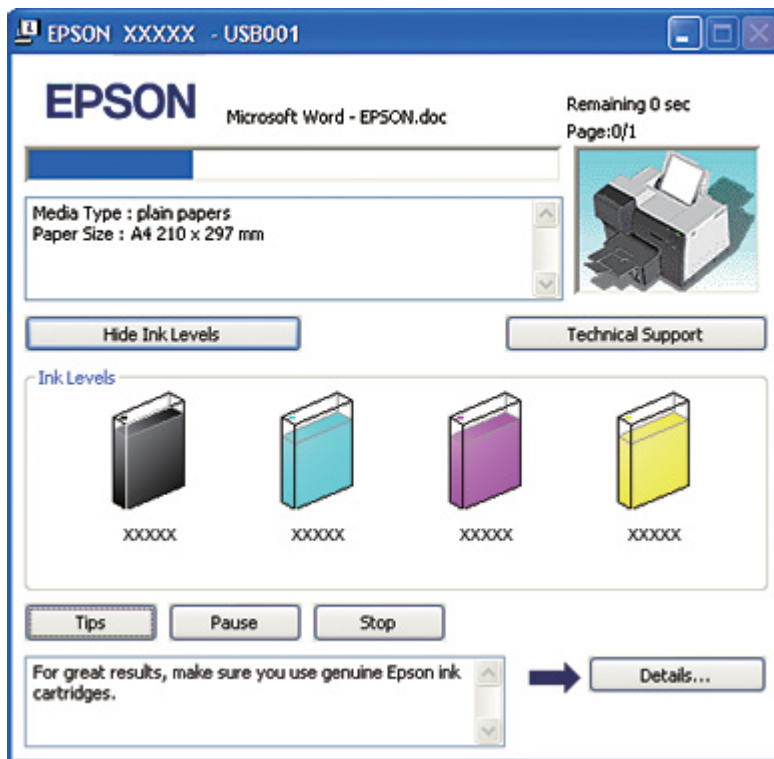 EPSON XXXXX - USB001
EPSON
Microsoft Word - EPSON.doc
Remaining 0 sec
Page:0/1
Media Type : plain papers
Paper Size : A4 210 x 297 mm
Hide Ink Levels
Technical Support
Ink Levels
XXXXX
XXXXX
XXXXX
XXXXX
Tips
Pause
Stop
For great results, make sure you use genuine Epson ink
cartridges.
Details...